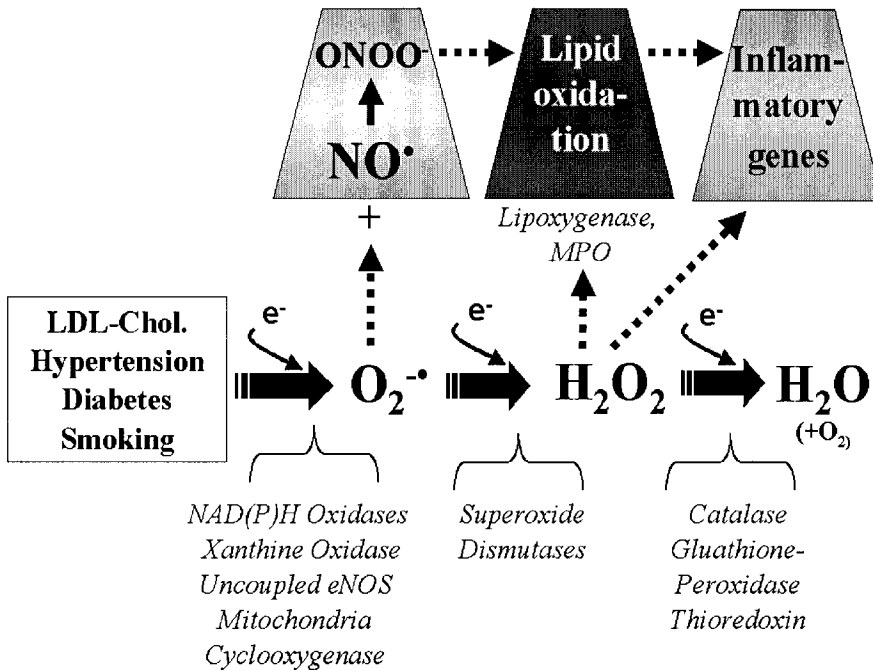 ONOO⁻
NO•
+
Lipid
oxida-
tion
Inflam-
matory
genes
Lipoxygenase,
MPO
LDL-Chol.
Hypertension
Diabetes
Smoking
e⁻
O₂⁻•
e⁻
H₂O₂
e⁻
H₂O
(+O₂)
NAD(P)H Oxidases
Xanthine Oxidase
Uncoupled eNOS
Mitochondria
Cyclooxygenase
Superoxide
Dismutases
Catalase
Gluathione-
Peroxidase
Thioredoxin